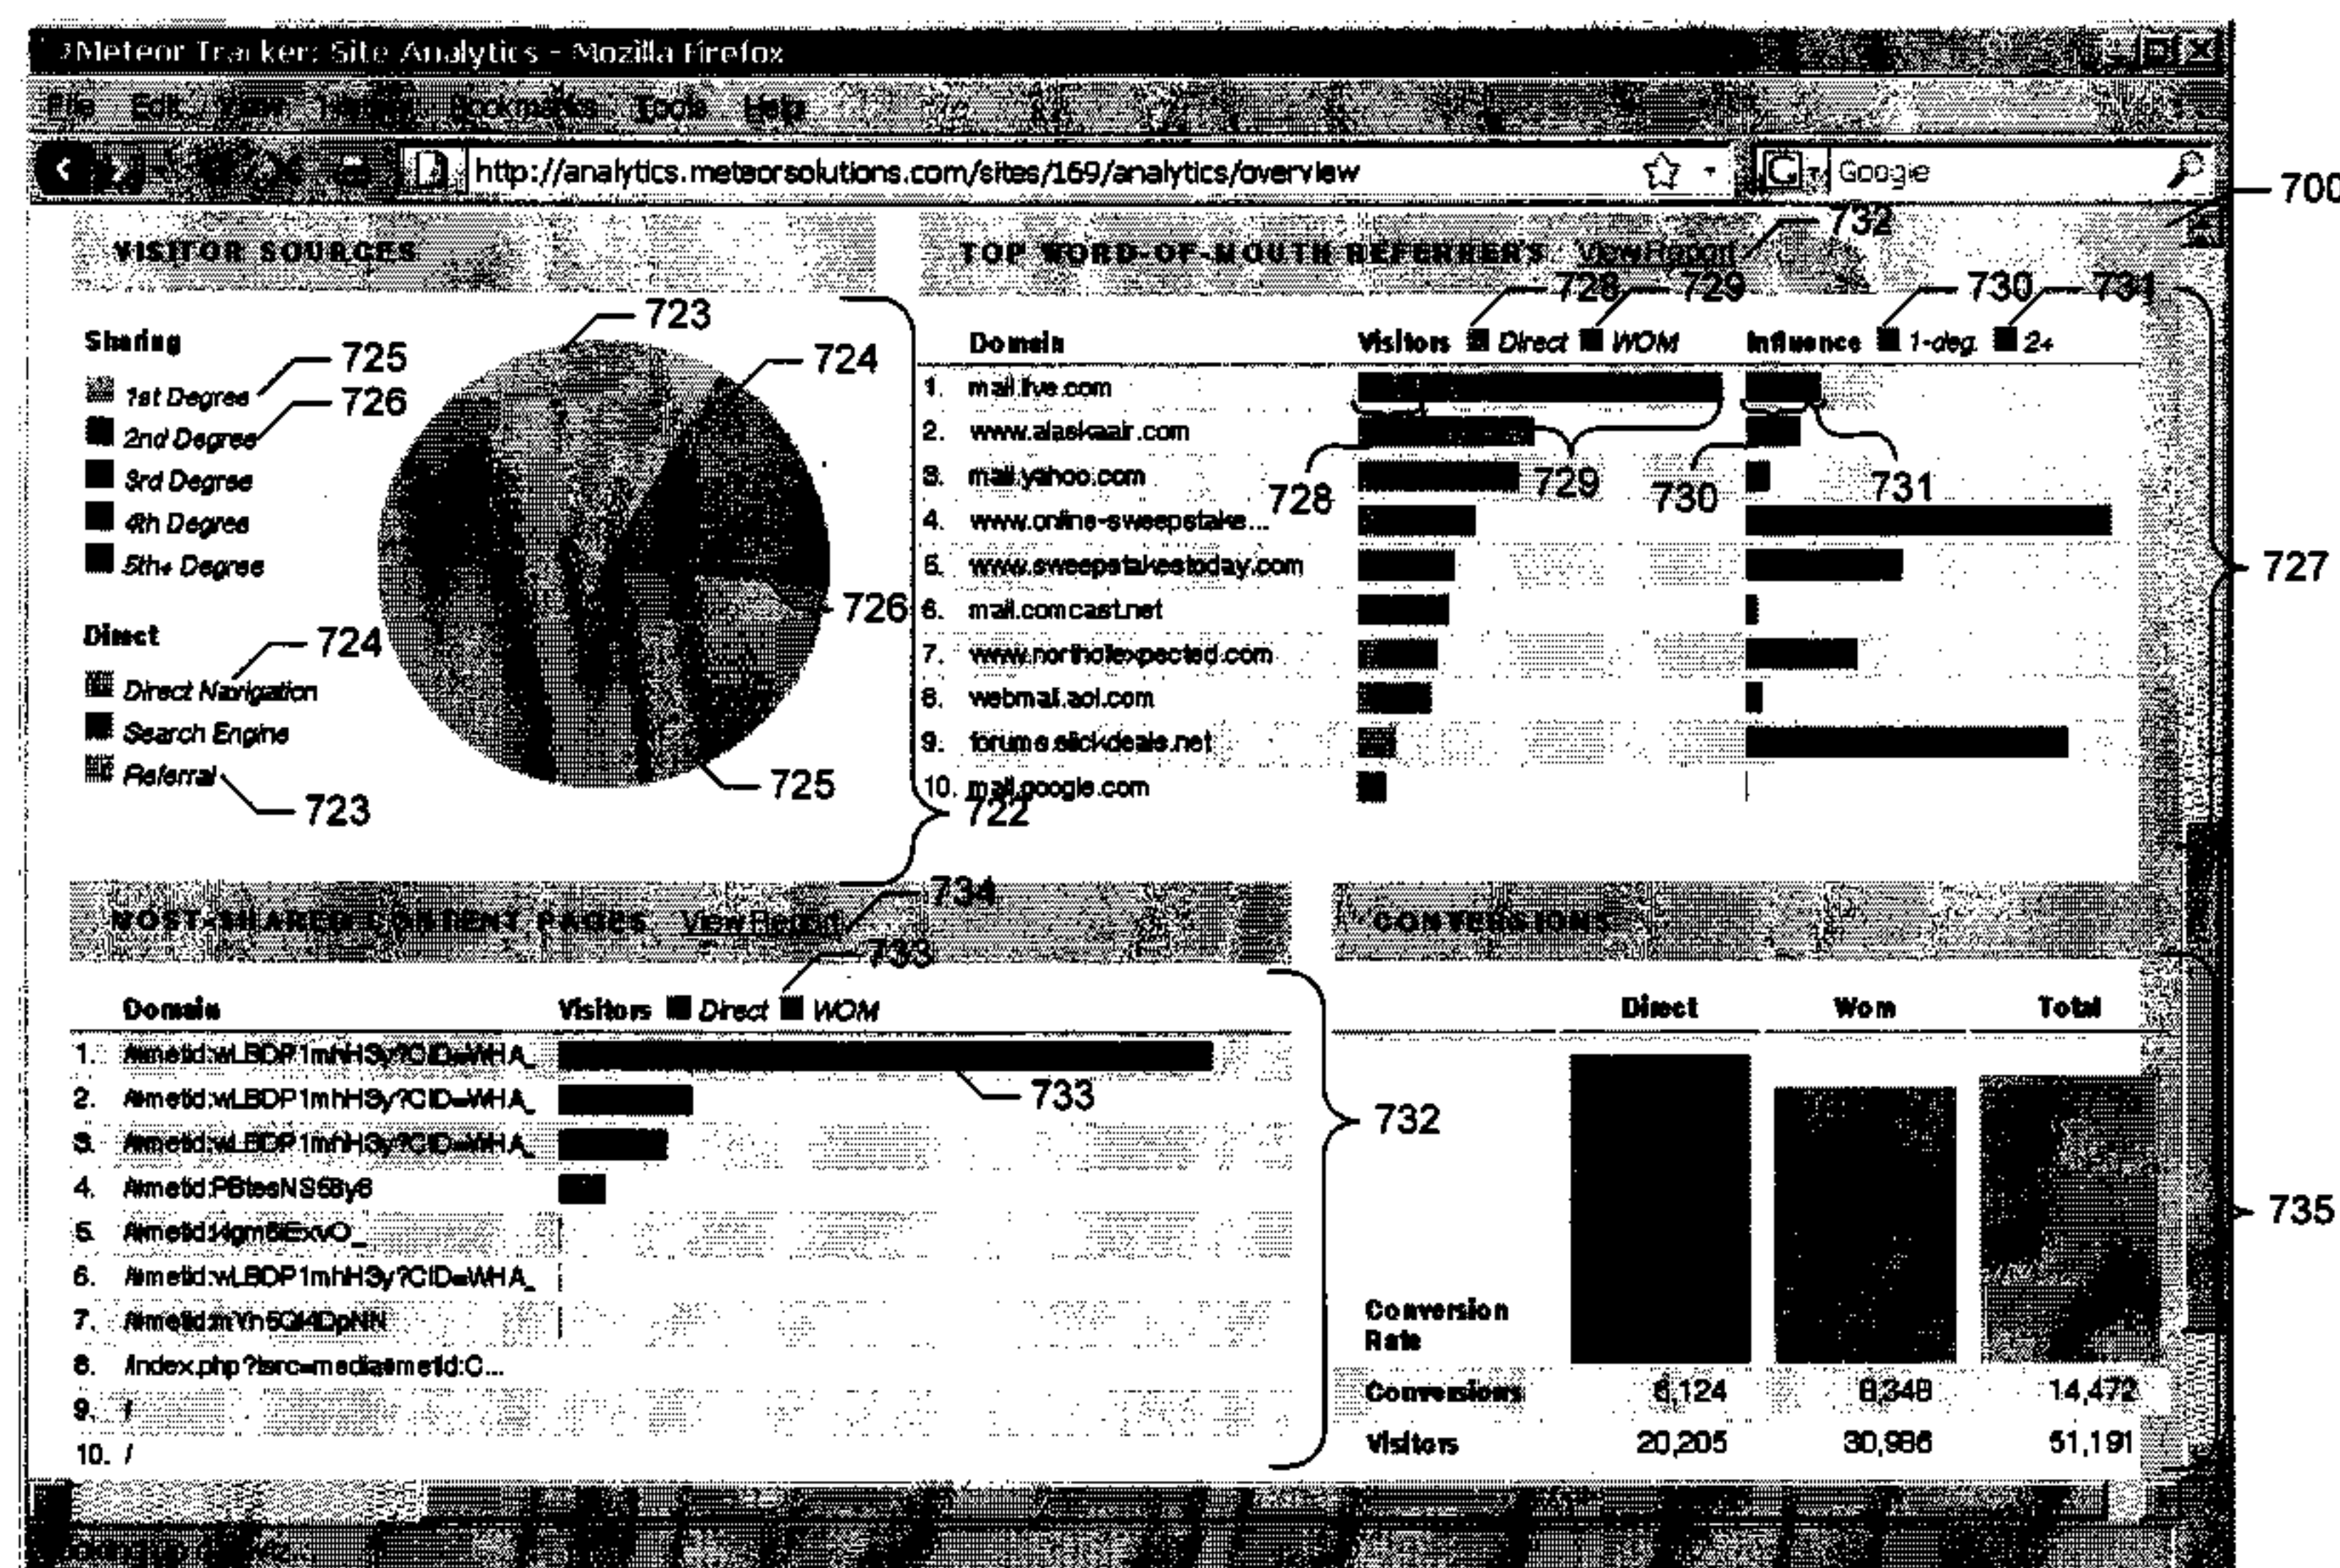 Meteor Tracker: Site Analytics - Mozilla Firefox
File Edit View History Bookmarks Tools Help
http://analytics.meteorsolutions.com/sites/169/analytics/overview
Google
700
VISITOR SOURCES
TOP WORD-OF-MOUTH REFERRERS View Report 732
Sharing
1st Degree 725
2nd Degree 726
3rd Degree
4th Degree
5th+ Degree
Direct
724
Direct Navigation
Search Engine
Referral
723
723
724
726
725
722
728 729 730 731
Domain Visitors Direct WOM Influence 1-deg. 2+
1. mail.live.com
2. www.alaskaair.com
3. mail.yahoo.com
4. www.online-sweepstake...
5. www.sweepstakestoday.com
6. mail.comcast.net
7.
8. webmail.aol.com
9. forums.slickdeals.net
10. mail.google.com
728 729 730 731
727
MOST-SHARED CONTENT PAGES View Report 734
733
Domain Visitors Direct WOM
1.
2.
3.
4.
5.
6.
7.
8.
9. /
10. /
733
732
CONVERSIONS
Direct Wom Total
Conversion
Rate
Conversions 6,124 8,348 14,472
Visitors 20,205 30,986 51,191
735